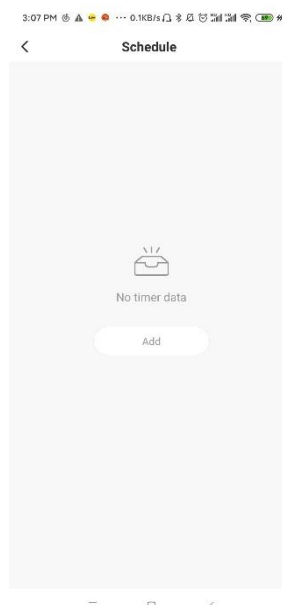 3:07 PM ··· 0.1KB/s
Schedule
No timer data
Add